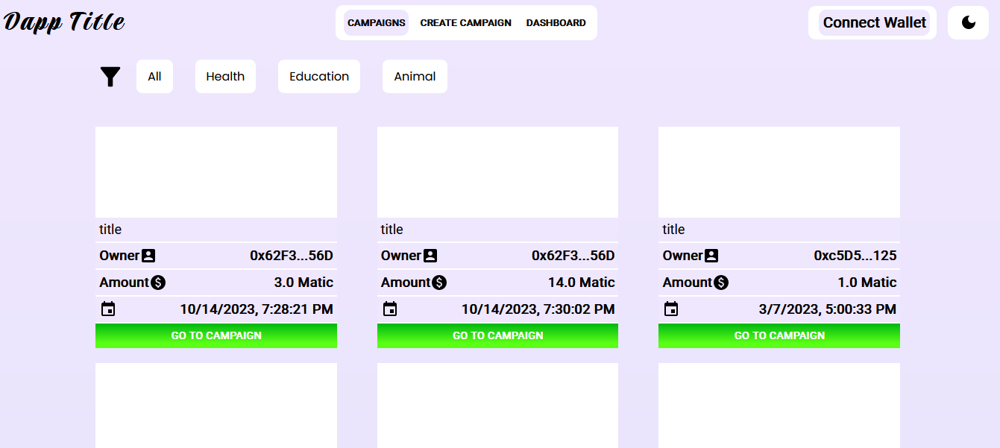 Dapp Title
CAMPAIGNS CREATE CAMPAIGN DASHBOARD
Connect Wallet
All Health Education Animal
title title title
Owner 0x62F3...56D Owner 0x62F3...56D Owner 0xc5D5...125
Amount 3.0 Matic Amount 14.0 Matic Amount 1.0 Matic
10/14/2023, 7:28:21 PM 10/14/2023, 7:30:02 PM 3/7/2023, 5:00:33 PM
GO TO CAMPAIGN GO TO CAMPAIGN GO TO CAMPAIGN